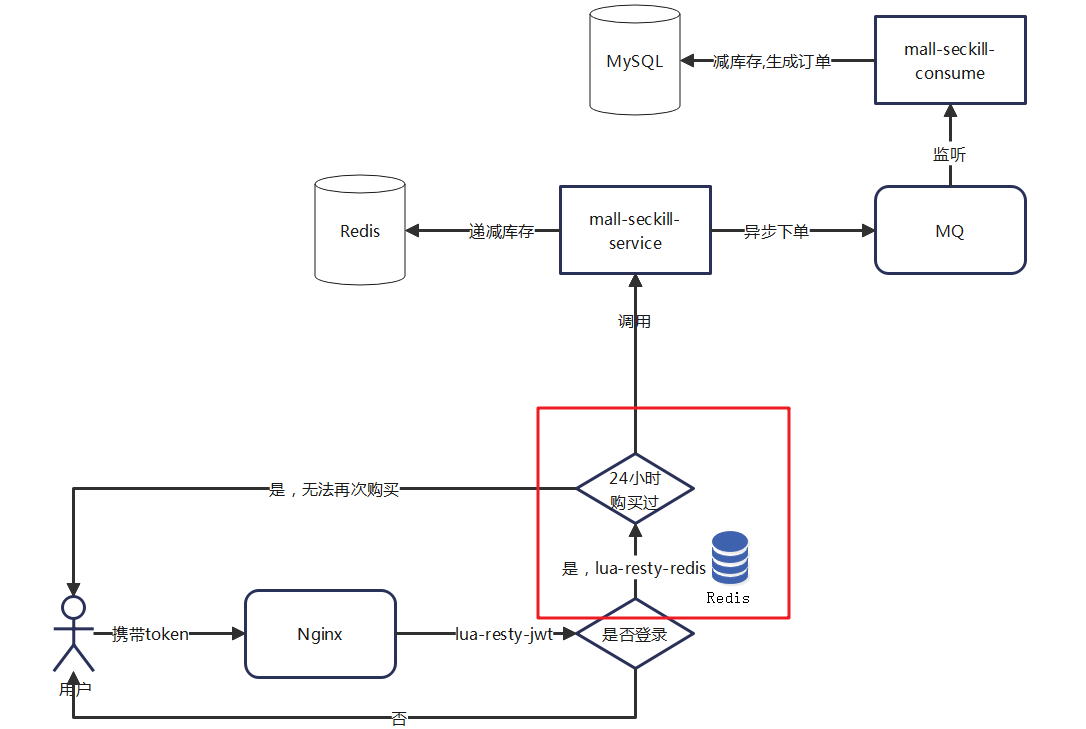 MySQL
减库存,生成订单
mall-seckill-
consume
监听
Redis
递减库存
mall-seckill-
service
异步下单
MQ
调用
24小时
购买过
是，无法再次购买
是，lua-resty-redis
Redis
携带token
Nginx
lua-resty-jwt
是否登录
用户
否